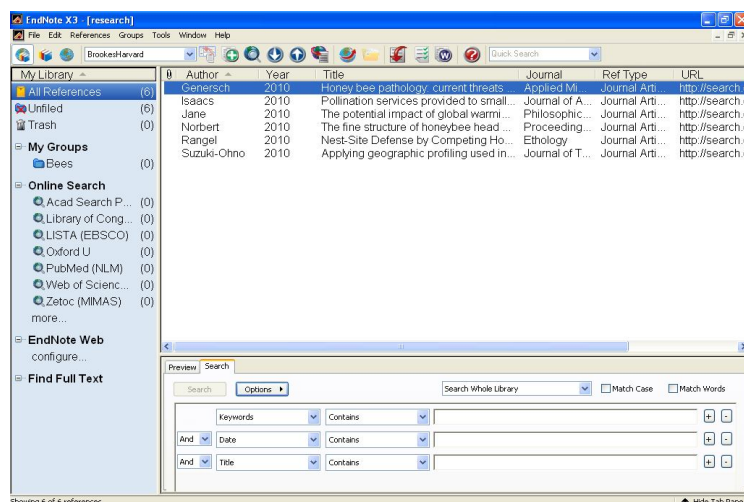 EndNote X3 - [research]
File Edit References Groups Tools Window Help
BrookesHarvard Quick Search
My Library Author Year Title Journal Ref Type URL
All References (6) Genersch 2010 Honey bee pathology: current threats ... Applied Mi... Journal Arti... http://search.
Unfiled (6) Isaacs 2010 Pollination services provided to small... Journal of A... Journal Arti... http://search.
Trash (0) Jane 2010 The potential impact of global warmi... Philosophic... Journal Arti... http://search.
Norbert 2010 The fine structure of honeybee head ... Proceeding... Journal Arti... http://search.
My Groups Rangel 2010 Nest-Site Defense by Competing Ho... Ethology Journal Arti... http://search.
Bees (0) Suzuki-Ohno 2010 Applying geographic profiling used in... Journal of T... Journal Arti... http://search.
Online Search
Acad Search P... (0)
Library of Cong... (0)
LISTA (EBSCO) (0)
Oxford U (0)
PubMed (NLM) (0)
Web of Scienc... (0)
Zetoc (MIMAS) (0)
more...
EndNote Web
configure...
Find Full Text
Preview Search
Search Options Search Whole Library Match Case Match Words
Keywords Contains + -
And Date Contains + -
And Title Contains + -
Showing 6 of 6 references. Hide Tab Pane